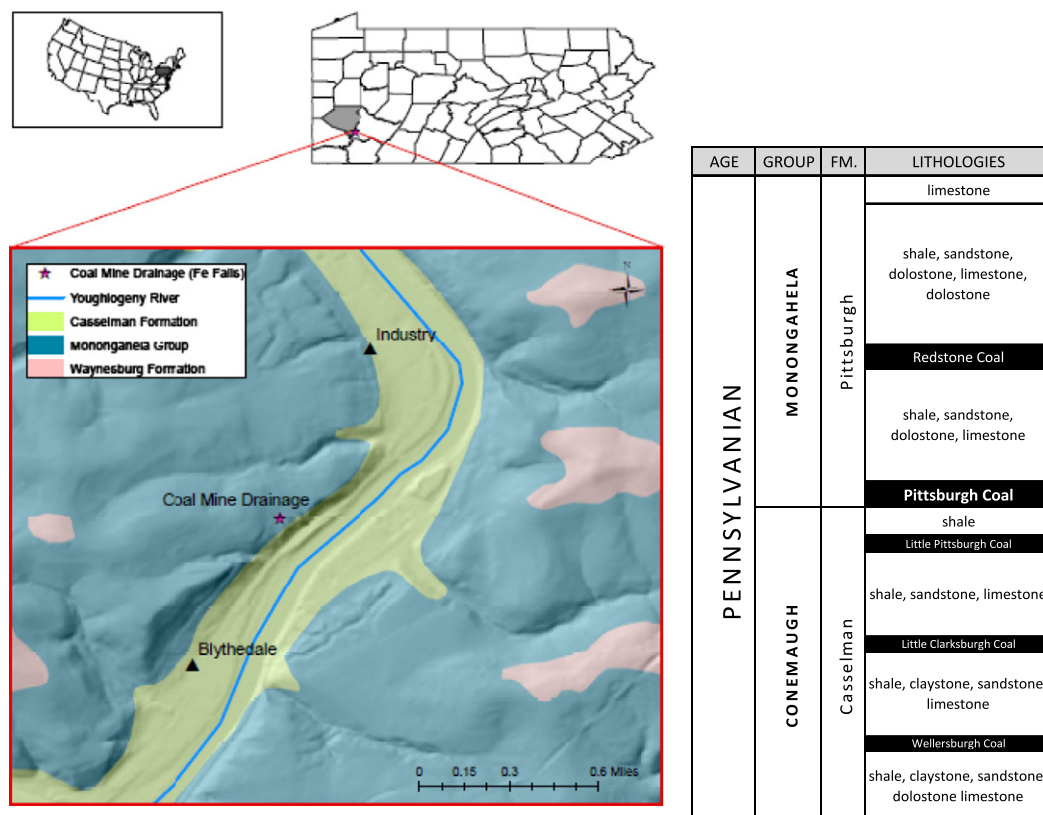 N
Coal Mine Drainage (Fe Falls)
Youghiogeny River
Casselman Formation
Monongahela Group
Waynesburg Formation
Industry
Coal Mine Drainage
Blythedale
0 0.15 0.3 0.6 Miles
AGE GROUP FM. LITHOLOGIES
PENNSYLVANIAN
MONONGAHELA
Pittsburgh
limestone
shale, sandstone,
dolostone, limestone,
dolostone
Redstone Coal
shale, sandstone,
dolostone, limestone
Pittsburgh Coal
CONEMAUGH
Casselman
shale
Little Pittsburgh Coal
shale, sandstone, limestone
Little Clarksburgh Coal
shale, claystone, sandstone
limestone
Wellersburgh Coal
shale, claystone, sandstone
dolostone limestone